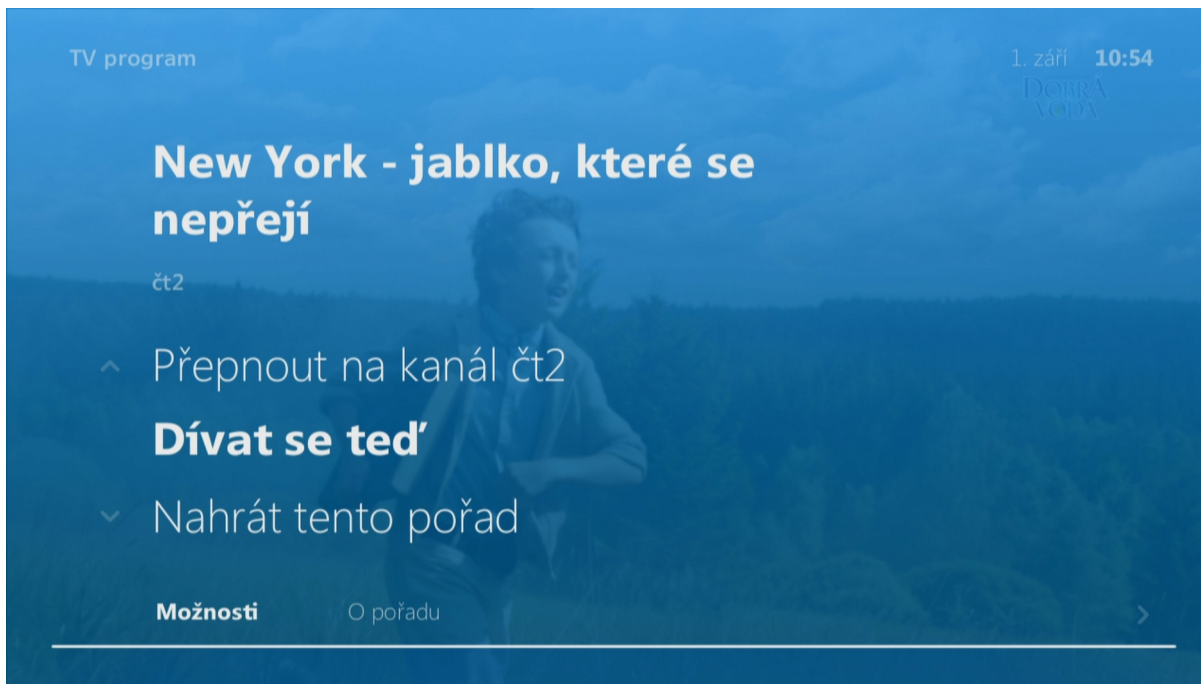 TV program
1. září 10:54
DOBRÁ
VODA
New York - jablko, které se
nepřejí
čt2
Přepnout na kanál čt2
Dívat se teď
Nahrát tento pořad
Možnosti O pořadu